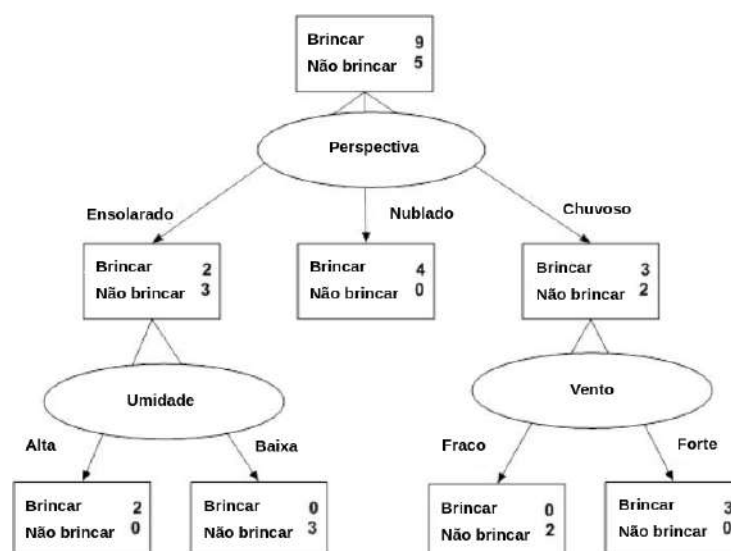 Brincar 9
Não brincar 5
Perspectiva
Ensolarado Nublado Chuvoso
Brincar 2
Não brincar 3
Brincar 4
Não brincar 0
Brincar 3
Não brincar 2
Umidade
Vento
Alta Baixa Fraco Forte
Brincar 2
Não brincar 0
Brincar 0
Não brincar 3
Brincar 0
Não brincar 2
Brincar 3
Não brincar 0